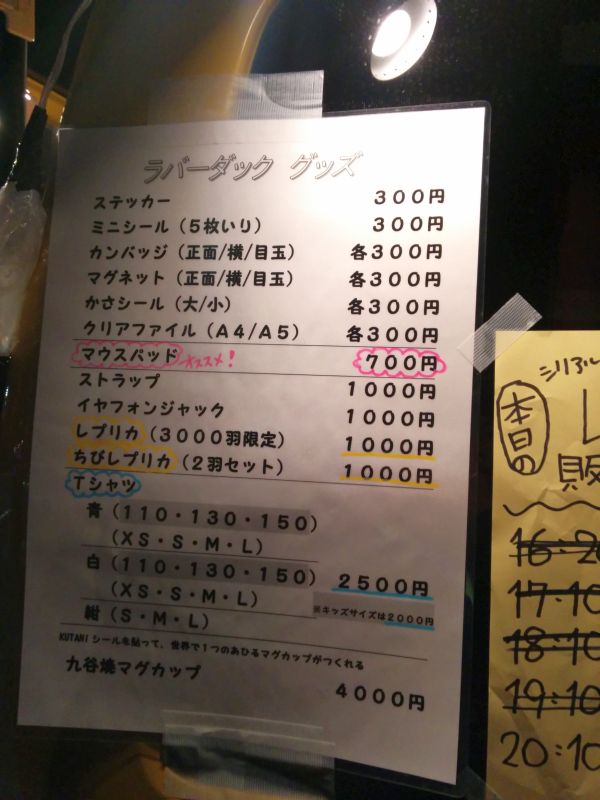 ラバーダック グッズ
ステッカー 300円
ミニシール（5枚いり） 300円
カンバッジ（正面/横/目玉） 各300円
マグネット（正面/横/目玉） 各300円
かさシール（大/小） 各300円
クリアファイル（A4/A5） 各300円
マウスパッド オススメ! 700円
ストラップ 1000円
イヤフォンジャック 1000円
レプリカ（3000羽限定） 1000円
ちびレプリカ（2羽セット） 1000円
Tシャツ
青（110・130・150）
（XS・S・M・L）
白（110・130・150） 2500円
（XS・S・M・L）
※キッズサイズは2000円
紺（S・M・L）
KUTANIシールを貼って、世界で1つのあひるマグカップがつくれる
九谷焼マグカップ 4000円
シリアル
本日の
販
16:20
17:10
18:10
19:10
20:10